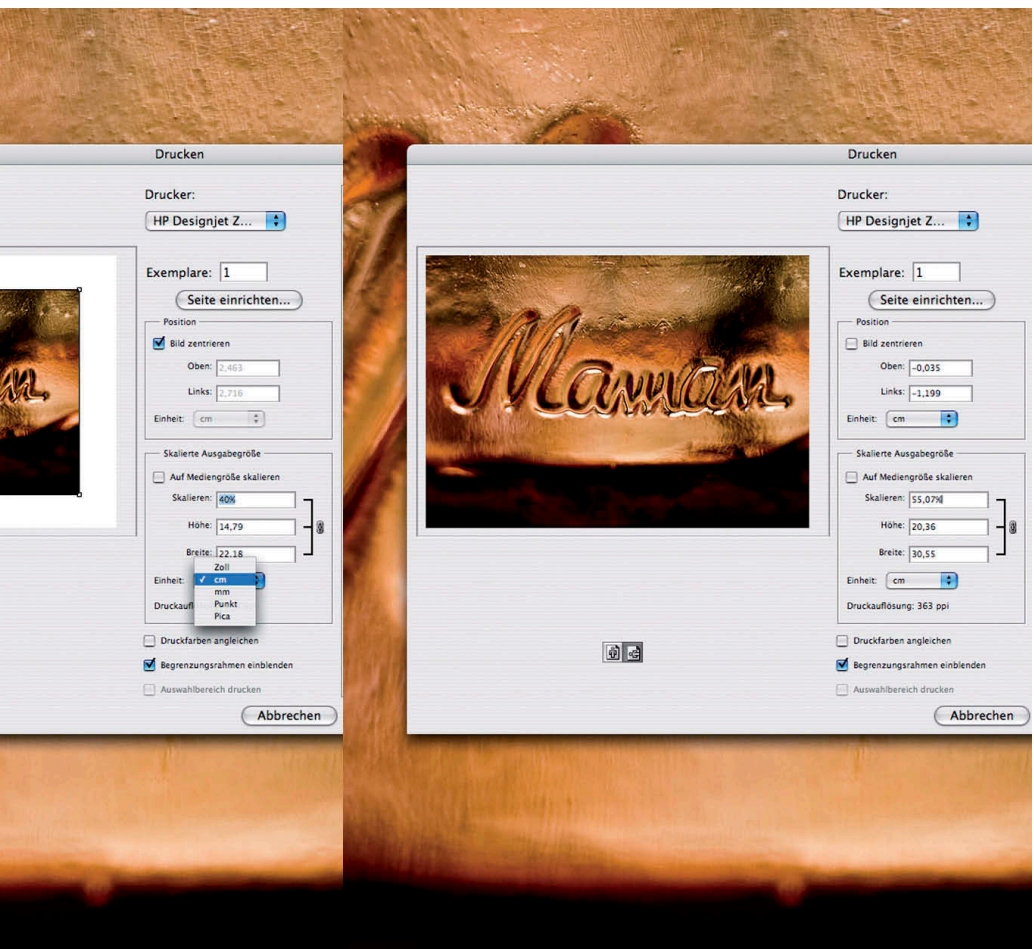 Drucken
Drucker:
HP Designjet Z...
Exemplare: 1
Seite einrichten...
Position
Bild zentrieren
Oben: 2,463
Links: 2,716
Einheit: cm
Skalierte Ausgabegröße
Auf Mediengröße skalieren
Skalieren: 40%
Höhe: 14,79
Breite: 22,18
Einheit:
Zoll
✓ cm
mm
Punkt
Pica
Druckfarben angleichen
Begrenzungsrahmen einblenden
Auswahlbereich drucken
Abbrechen
Drucken
Maman
Drucker:
HP Designjet Z...
Exemplare: 1
Seite einrichten...
Position
Bild zentrieren
Oben: -0,035
Links: -1,199
Einheit: cm
Skalierte Ausgabegröße
Auf Mediengröße skalieren
Skalieren: 55,07%
Höhe: 20,36
Breite: 30,55
Einheit: cm
Druckauflösung: 363 ppi
Druckfarben angleichen
Begrenzungsrahmen einblenden
Auswahlbereich drucken
Abbrechen